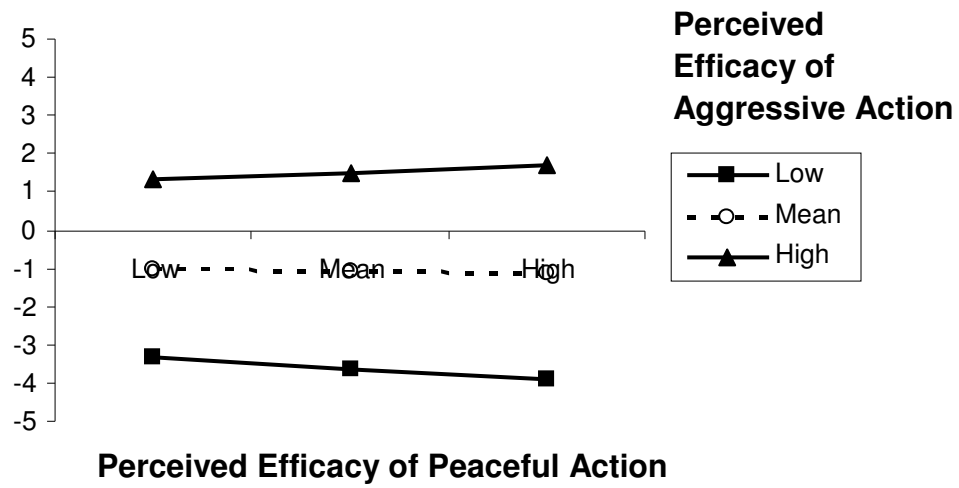 Perceived
Efficacy of
Aggressive Action
5
4
3
2
1
0
-1
-2
-3
-4
-5
Low Mean High
Low
Mean
High
Perceived Efficacy of Peaceful Action